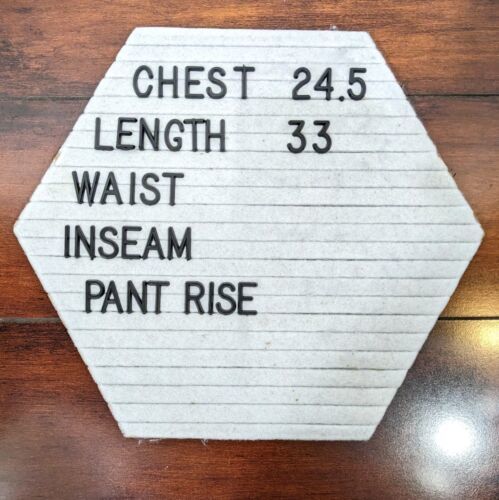 CHEST 24.5
LENGTH 33
WAIST
INSEAM
PANT RISE